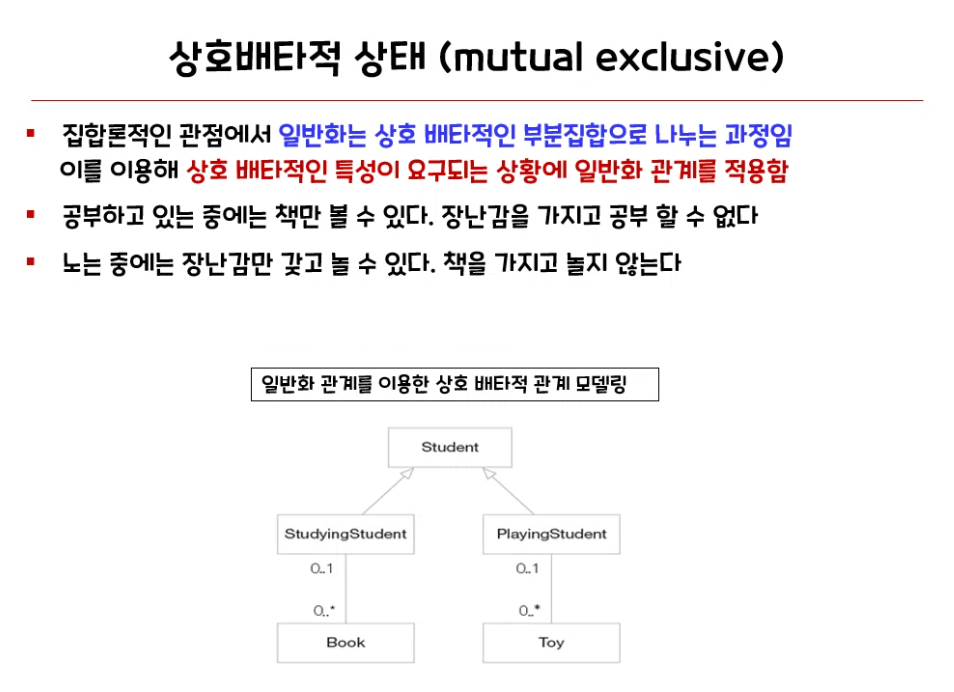 상호배타적 상태 (mutual exclusive)
▪ 집합론적인 관점에서 일반화는 상호 배타적인 부분집합으로 나누는 과정임
이를 이용해 상호 배타적인 특성이 요구되는 상황에 일반화 관계를 적용함
▪ 공부하고 있는 중에는 책만 볼 수 있다. 장난감을 가지고 공부 할 수 없다
▪ 노는 중에는 장난감만 갖고 놀 수 있다. 책을 가지고 놀지 않는다
일반화 관계를 이용한 상호 배타적 관계 모델링
Student
StudyingStudent PlayingStudent
0..1 0..1
0..* 0..*
Book Toy